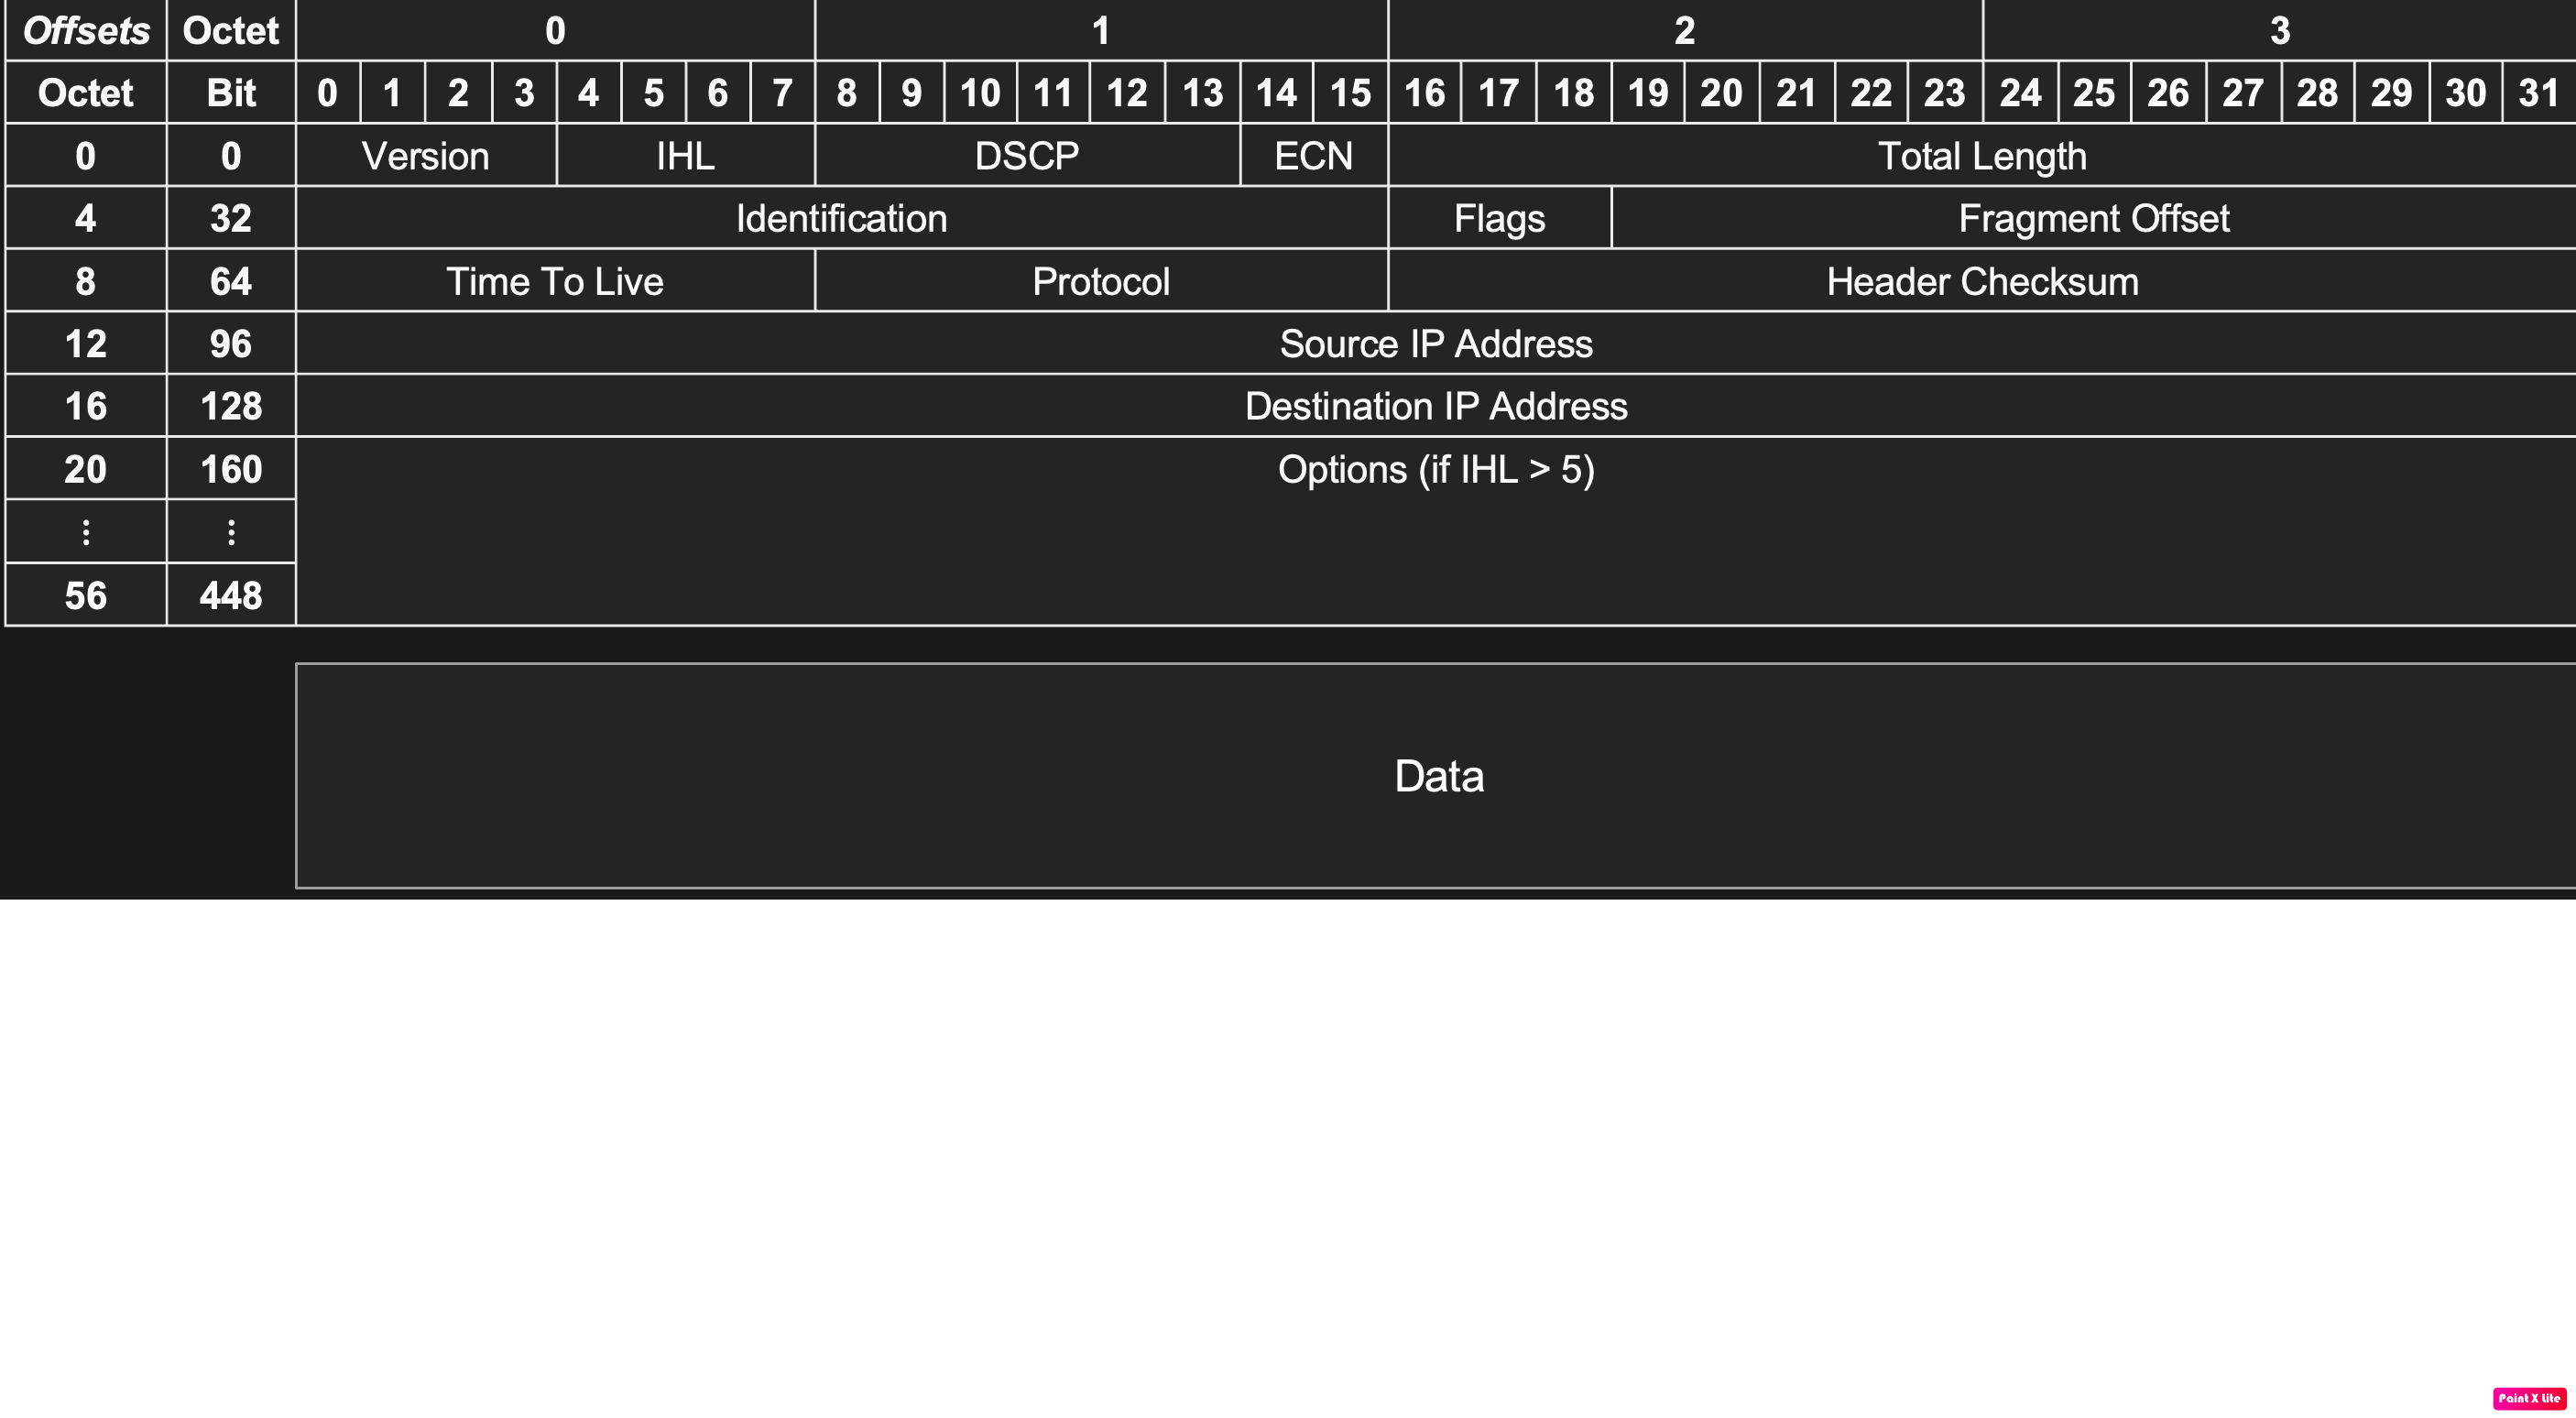 Offsets Octet 0 1 2 3
Octet Bit 0 1 2 3 4 5 6 7 8 9 10 11 12 13 14 15 16 17 18 19 20 21 22 23 24 25 26 27 28 29 30 31
0 0 Version IHL DSCP ECN Total Length
4 32 Identification Flags Fragment Offset
8 64 Time To Live Protocol Header Checksum
12 96 Source IP Address
16 128 Destination IP Address
20 160 Options (if IHL > 5)
⋮ ⋮
56 448
Data
Paint X Lite